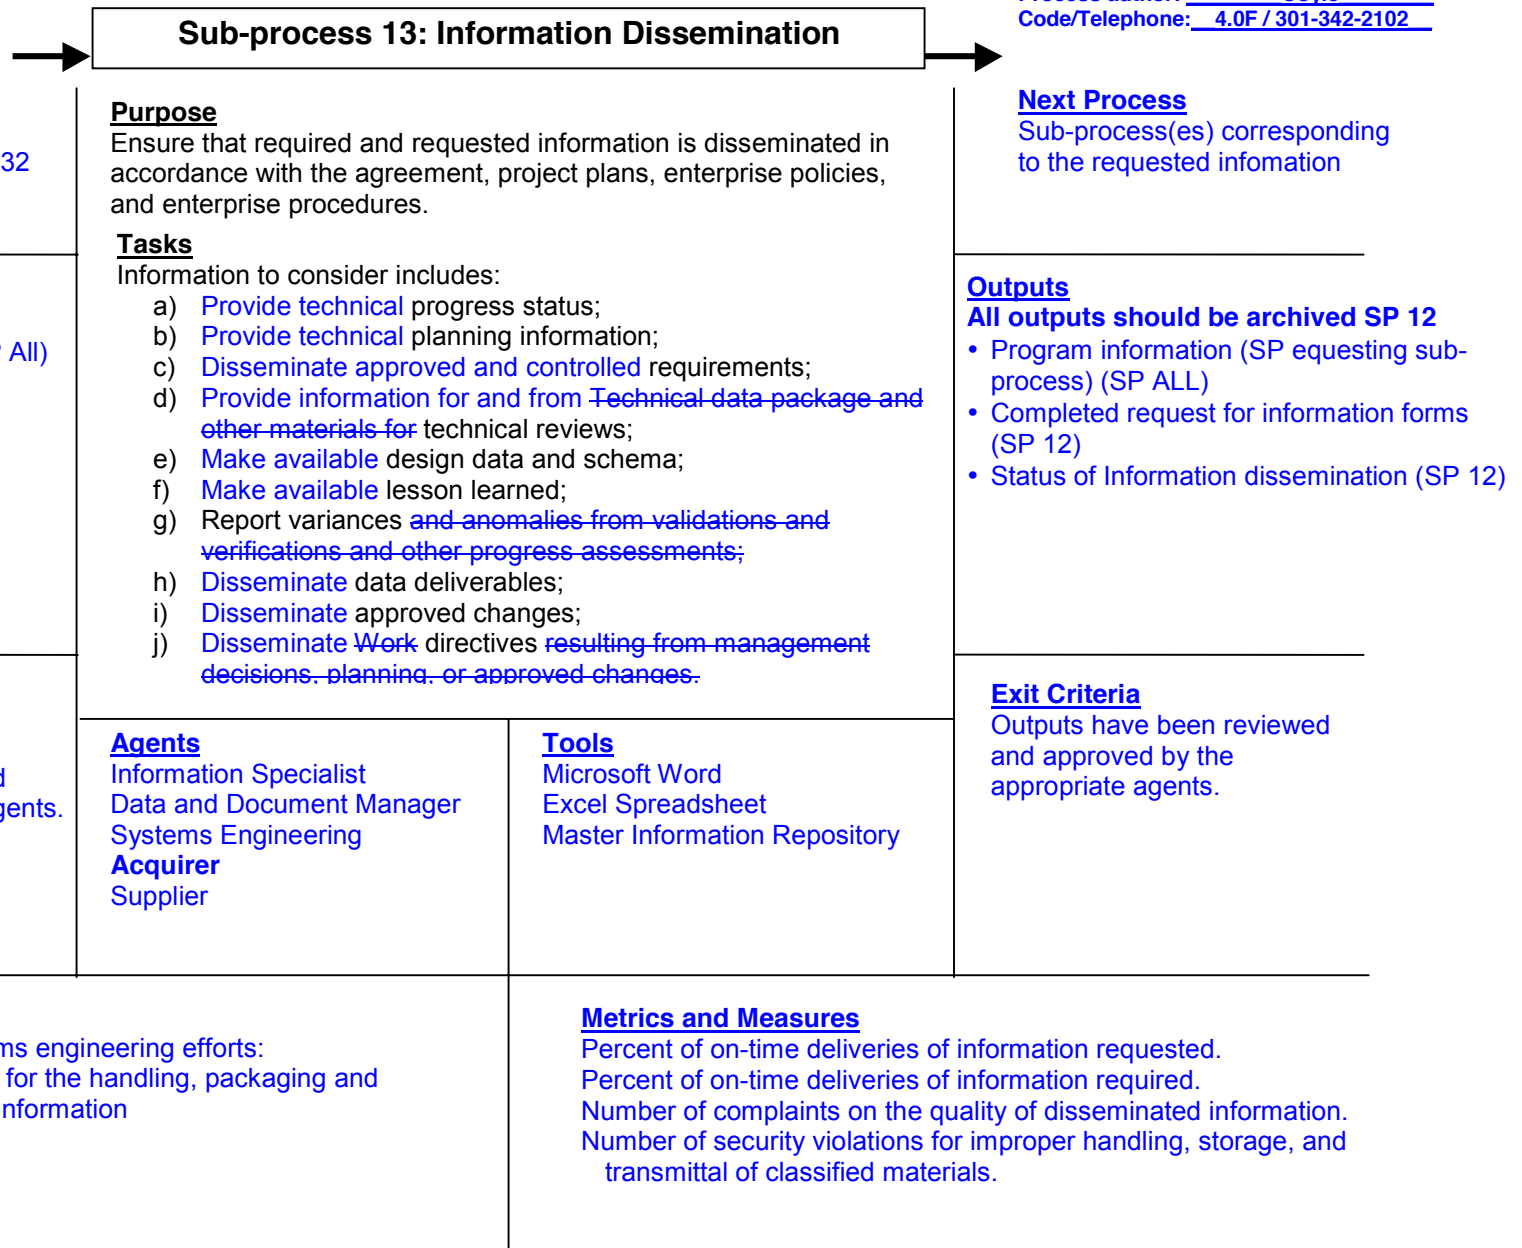 Code/Telephone: 4.0F / 301-342-2102
Sub-process 13: Information Dissemination
32
All)
d
gents.
Purpose
Ensure that required and requested information is disseminated in
accordance with the agreement, project plans, enterprise policies,
and enterprise procedures.
Tasks
Information to consider includes:
a) Provide technical progress status;
b) Provide technical planning information;
c) Disseminate approved and controlled requirements;
d) Provide information for and from Technical data package and
other materials for technical reviews;
e) Make available design data and schema;
f) Make available lesson learned;
g) Report variances and anomalies from validations and
verifications and other progress assessments;
h) Disseminate data deliverables;
i) Disseminate approved changes;
j) Disseminate Work directives resulting from management
decisions, planning, or approved changes.
Next Process
Sub-process(es) corresponding
to the requested infomation
Outputs
All outputs should be archived SP 12
• Program information (SP equesting sub-
process) (SP ALL)
• Completed request for information forms
(SP 12)
• Status of Information dissemination (SP 12)
Exit Criteria
Outputs have been reviewed
and approved by the
appropriate agents.
Agents
Information Specialist
Data and Document Manager
Systems Engineering
Acquirer
Supplier
Tools
Microsoft Word
Excel Spreadsheet
Master Information Repository
ms engineering efforts:
for the handling, packaging and
nformation
Metrics and Measures
Percent of on-time deliveries of information requested.
Percent of on-time deliveries of information required.
Number of complaints on the quality of disseminated information.
Number of security violations for improper handling, storage, and
transmittal of classified materials.